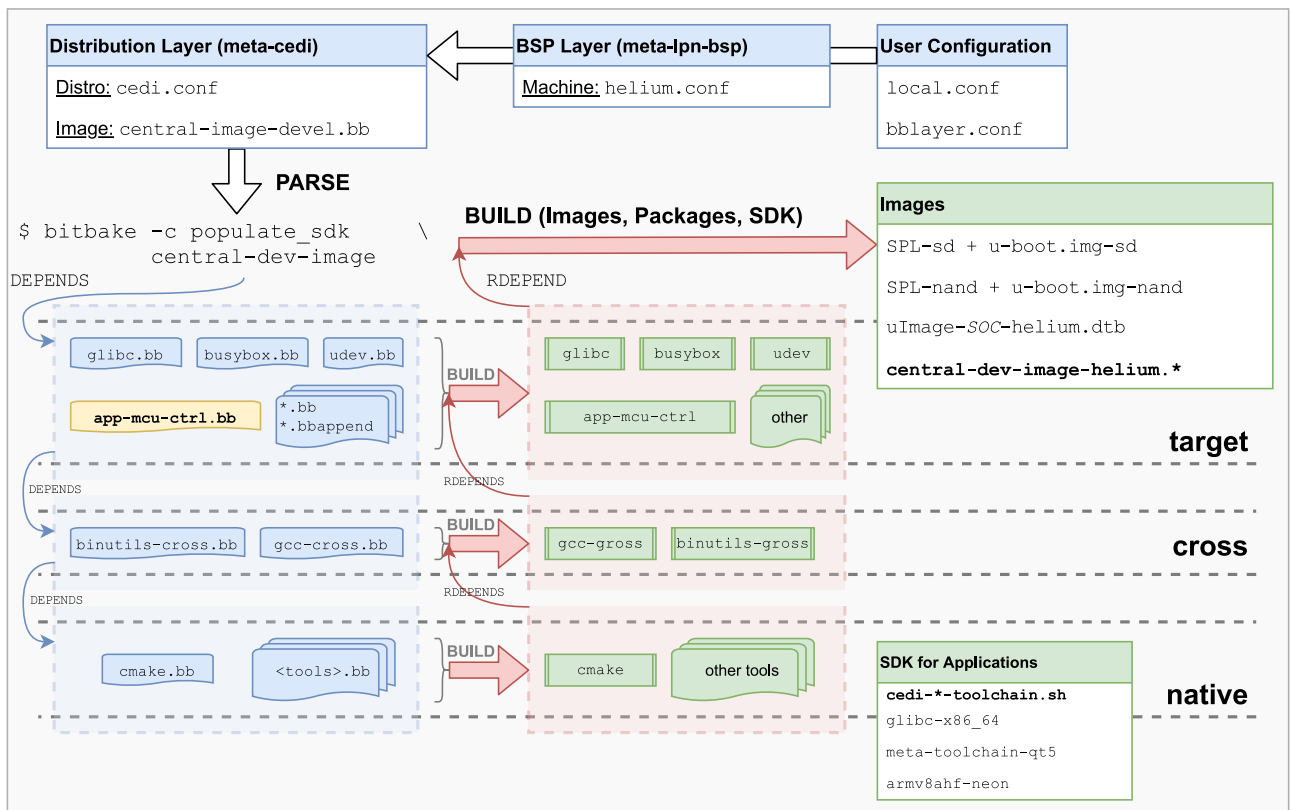 Distribution Layer (meta-cedi)
Distro: cedi.conf
Image: central-image-devel.bb
BSP Layer (meta-lpn-bsp)
Machine: helium.conf
User Configuration
local.conf
bblayer.conf
PARSE
$ bitbake -c populate_sdk \
central-dev-image
BUILD (Images, Packages, SDK)
Images
SPL-sd + u-boot.img-sd
SPL-nand + u-boot.img-nand
uImage-SOC-helium.dtb
central-dev-image-helium.*
DEPENDS
RDEPEND
glibc.bb
busybox.bb
udev.bb
BUILD
glibc
busybox
udev
app-mcu-ctrl.bb
*.bb
*.bbappend
app-mcu-ctrl
other
target
DEPENDS
RDEPENDS
binutils-cross.bb
gcc-cross.bb
BUILD
gcc-gross
binutils-gross
cross
DEPENDS
RDEPENDS
cmake.bb
<tools>.bb
BUILD
cmake
other tools
native
SDK for Applications
cedi-*-toolchain.sh
glibc-x86_64
meta-toolchain-qt5
armv8ahf-neon